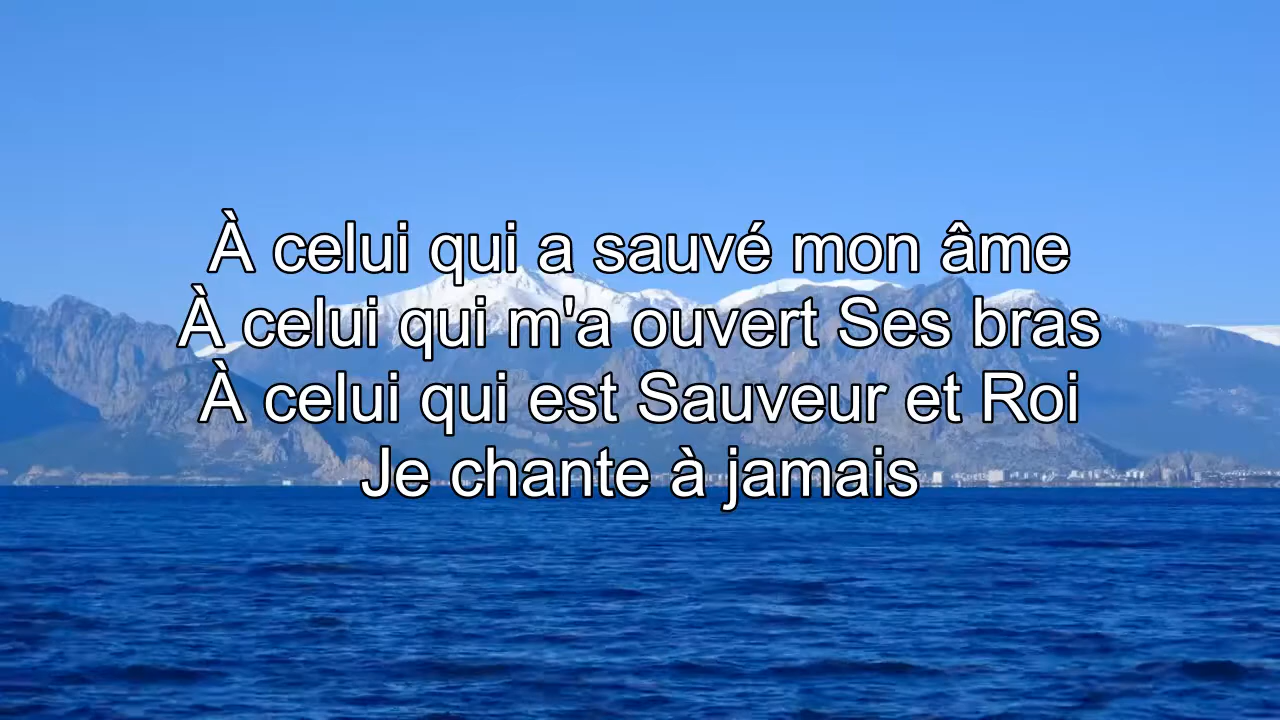 À celui qui a sauvé mon âme
À celui qui m'a ouvert Ses bras
À celui qui est Sauveur et Roi
Je chante à jamais